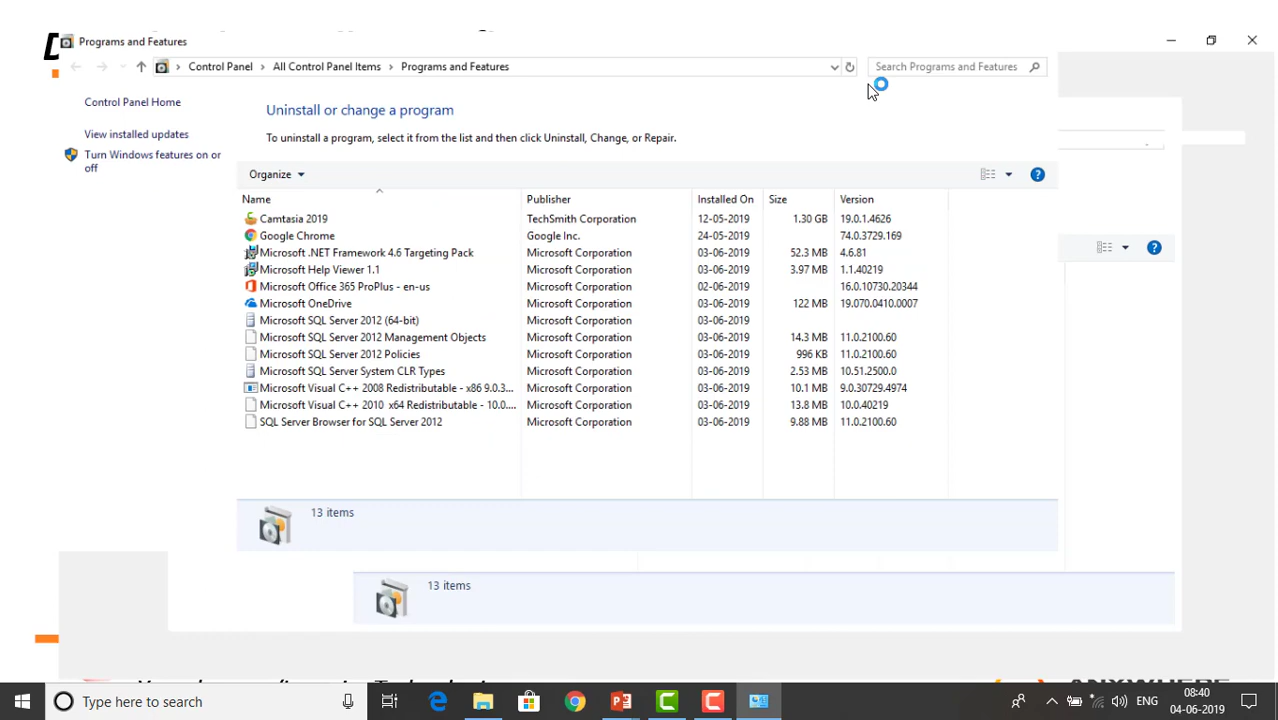 Programs and Features
Control Panel > All Control Panel Items > Programs and Features
Search Programs and Features
Control Panel Home
View installed updates
Turn Windows features on or
off
Uninstall or change a program
To uninstall a program, select it from the list and then click Uninstall, Change, or Repair.
Organize
Name Publisher Installed On Size Version
Camtasia 2019 TechSmith Corporation 12-05-2019 1.30 GB 19.0.1.4626
Google Chrome Google Inc. 24-05-2019 74.0.3729.169
Microsoft .NET Framework 4.6 Targeting Pack Microsoft Corporation 03-06-2019 52.3 MB 4.6.81
Microsoft Help Viewer 1.1 Microsoft Corporation 03-06-2019 3.97 MB 1.1.40219
Microsoft Office 365 ProPlus - en-us Microsoft Corporation 02-06-2019 16.0.10730.20344
Microsoft OneDrive Microsoft Corporation 03-06-2019 122 MB 19.070.0410.0007
Microsoft SQL Server 2012 (64-bit) Microsoft Corporation 03-06-2019
Microsoft SQL Server 2012 Management Objects Microsoft Corporation 03-06-2019 14.3 MB 11.0.2100.60
Microsoft SQL Server 2012 Policies Microsoft Corporation 03-06-2019 996 KB 11.0.2100.60
Microsoft SQL Server System CLR Types Microsoft Corporation 03-06-2019 2.53 MB 10.51.2500.0
Microsoft Visual C++ 2008 Redistributable - x86 9.0.3... Microsoft Corporation 03-06-2019 10.1 MB 9.0.30729.4974
Microsoft Visual C++ 2010 x64 Redistributable - 10.0.... Microsoft Corporation 03-06-2019 13.8 MB 10.0.40219
SQL Server Browser for SQL Server 2012 Microsoft Corporation 03-06-2019 9.88 MB 11.0.2100.60
13 items
13 items
Type here to search
ENG
08:40
04-06-2019